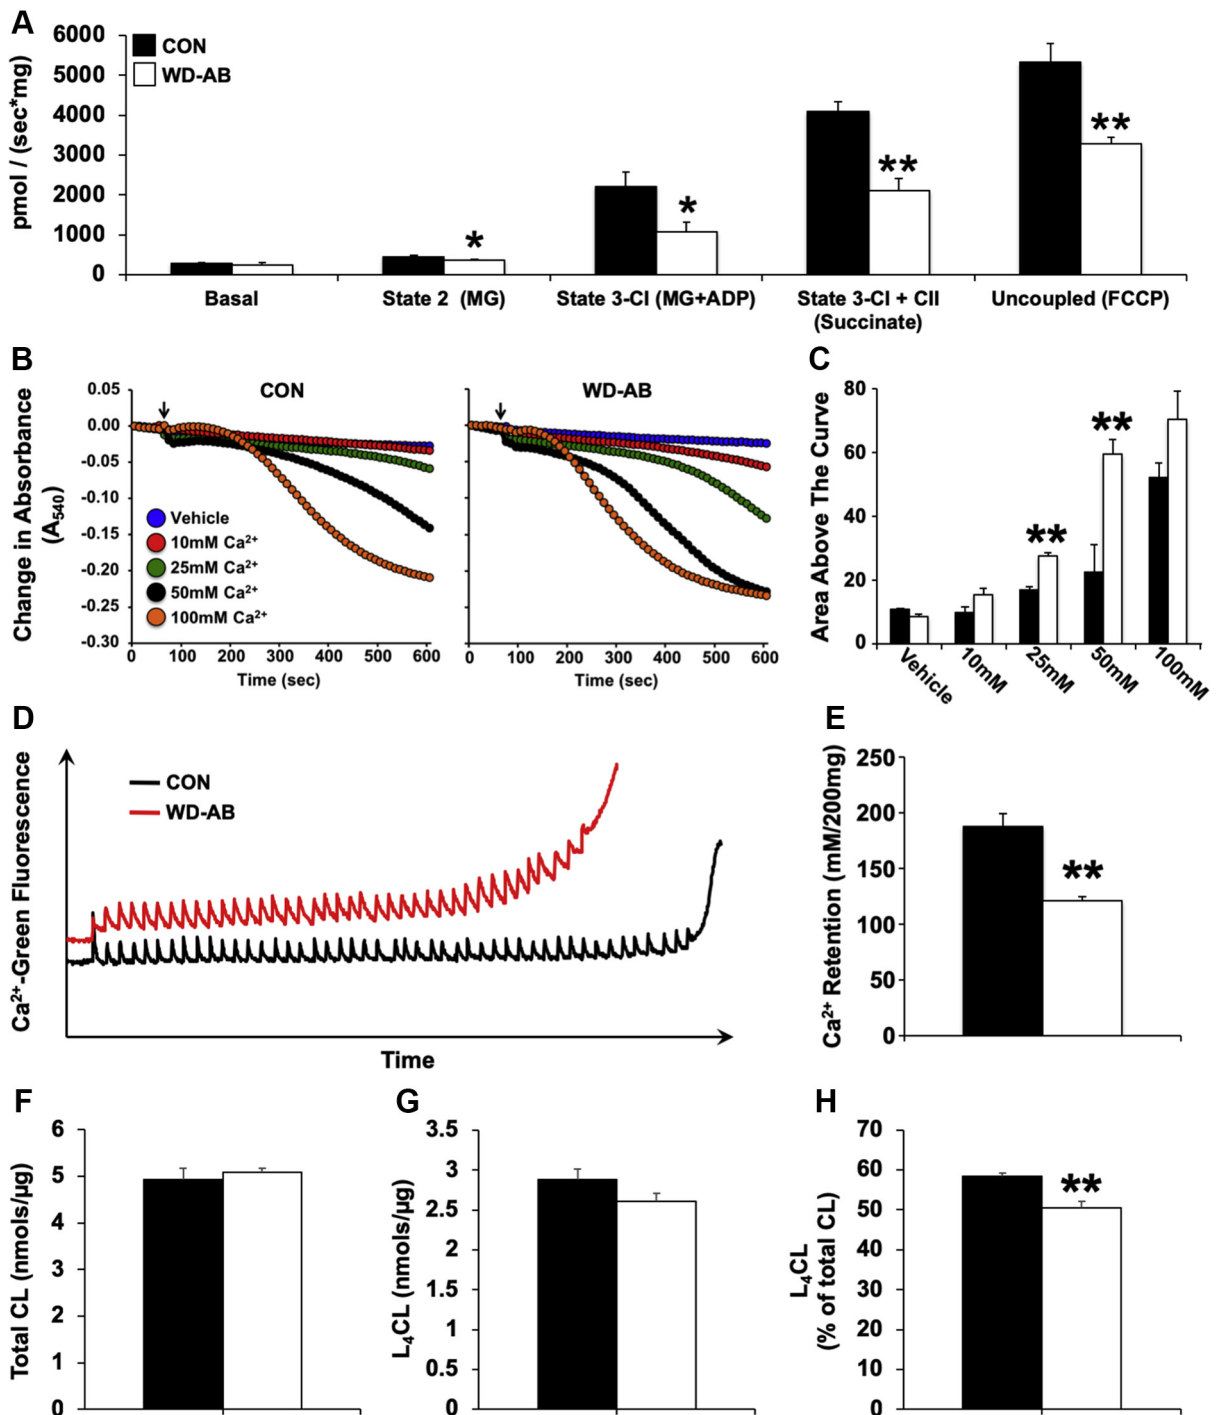 A
6000
5000
4000
3000
2000
1000
0
pmol / (sec*mg)
CON
WD-AB
*
*
**
**
Basal
State 2 (MG)
State 3-CI (MG+ADP)
State 3-CI + CII
(Succinate)
Uncoupled (FCCP)
B
CON
WD-AB
0.05
0.00
-0.05
-0.10
-0.15
-0.20
-0.25
-0.30
Change in Absorbance
(A540)
Vehicle
10mM Ca²⁺
25mM Ca²⁺
50mM Ca²⁺
100mM Ca²⁺
0 100 200 300 400 500 600
Time (sec)
0 100 200 300 400 500 600
Time (sec)
C
80
60
40
20
0
Area Above The Curve
**
**
Vehicle
10mM
25mM
50mM
100mM
D
Ca²⁺-Green Fluorescence
CON
WD-AB
Time
E
250
200
150
100
50
0
Ca²⁺ Retention (mM/200mg)
**
F
6
5
4
3
2
1
0
Total CL (nmols/µg)
G
3.5
3
2.5
2
1.5
1
0.5
0
L₄CL (nmols/µg)
H
70
60
50
40
30
20
10
0
L₄CL
(% of total CL)
**